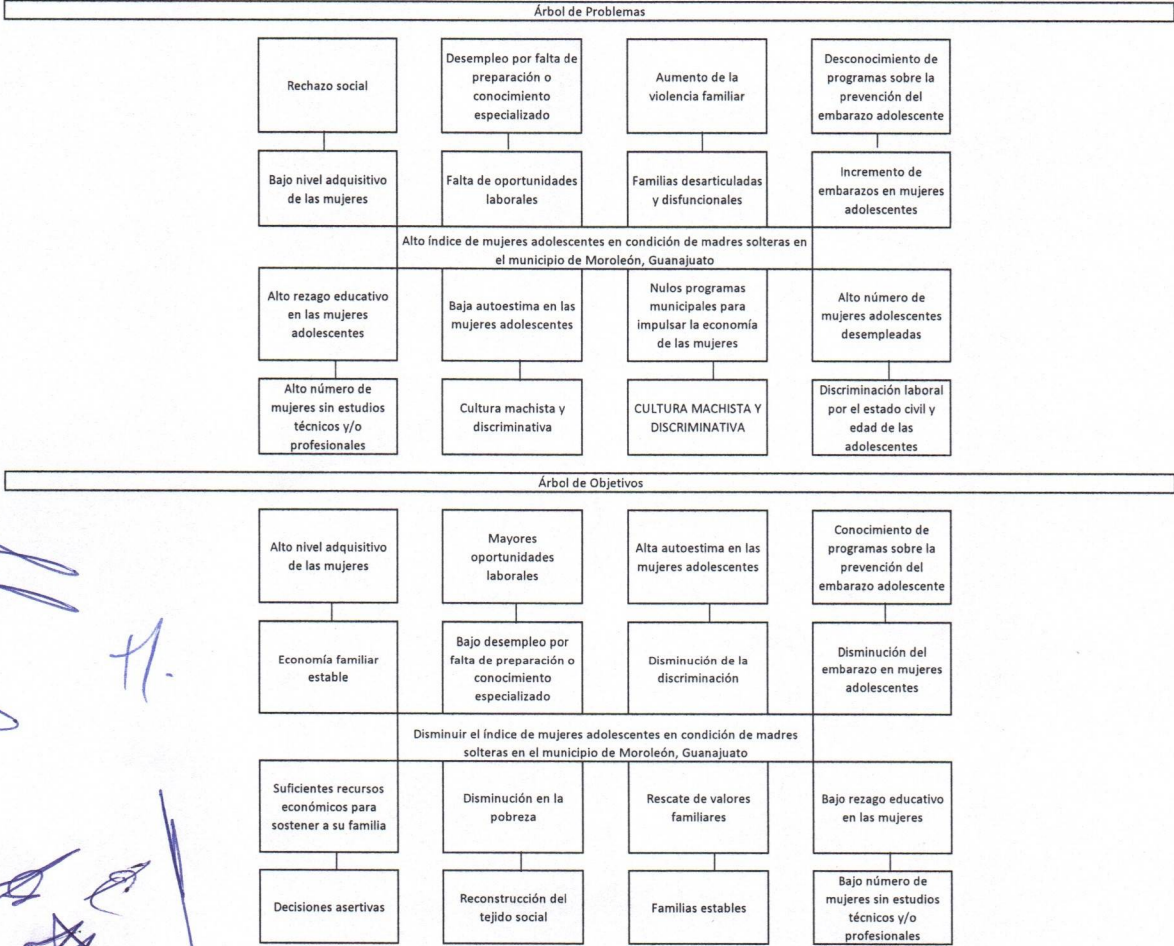 Árbol de Problemas
Rechazo social
Desempleo por falta de
preparación o
conocimiento
especializado
Aumento de la
violencia familiar
Desconocimiento de
programas sobre la
prevención del
embarazo adolescente
Bajo nivel adquisitivo
de las mujeres
Falta de oportunidades
laborales
Familias desarticuladas
y disfuncionales
Incremento de
embarazos en mujeres
adolescentes
Alto índice de mujeres adolescentes en condición de madres solteras en
el municipio de Moroleón, Guanajuato
Alto rezago educativo
en las mujeres
adolescentes
Baja autoestima en las
mujeres adolescentes
Nulos programas
municipales para
impulsar la economía
de las mujeres
Alto número de
mujeres adolescentes
desempleadas
Alto número de
mujeres sin estudios
técnicos y/o
profesionales
Cultura machista y
discriminativa
CULTURA MACHISTA Y
DISCRIMINATIVA
Discriminación laboral
por el estado civil y
edad de las
adolescentes
Árbol de Objetivos
Alto nivel adquisitivo
de las mujeres
Mayores
oportunidades
laborales
Alta autoestima en las
mujeres adolescentes
Conocimiento de
programas sobre la
prevención del
embarazo adolescente
Economía familiar
estable
Bajo desempleo por
falta de preparación o
conocimiento
especializado
Disminución de la
discriminación
Disminución del
embarazo en mujeres
adolescentes
Disminuir el índice de mujeres adolescentes en condición de madres
solteras en el municipio de Moroleón, Guanajuato
Suficientes recursos
económicos para
sostener a su familia
Disminución en la
pobreza
Rescate de valores
familiares
Bajo rezago educativo
en las mujeres
Decisiones asertivas
Reconstrucción del
tejido social
Familias estables
Bajo número de
mujeres sin estudios
técnicos y/o
profesionales